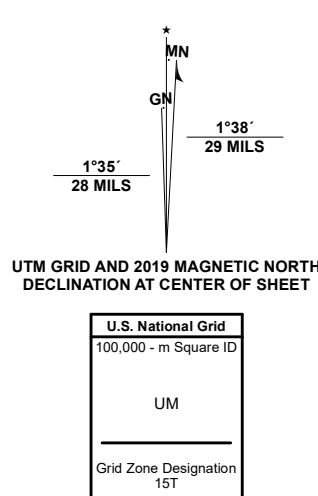 MN
GN
1°38´
29 MILS
1°35´
28 MILS
UTM GRID AND 2019 MAGNETIC NORTH
DECLINATION AT CENTER OF SHEET
U.S. National Grid
100,000 - m Square ID
UM
Grid Zone Designation
15T